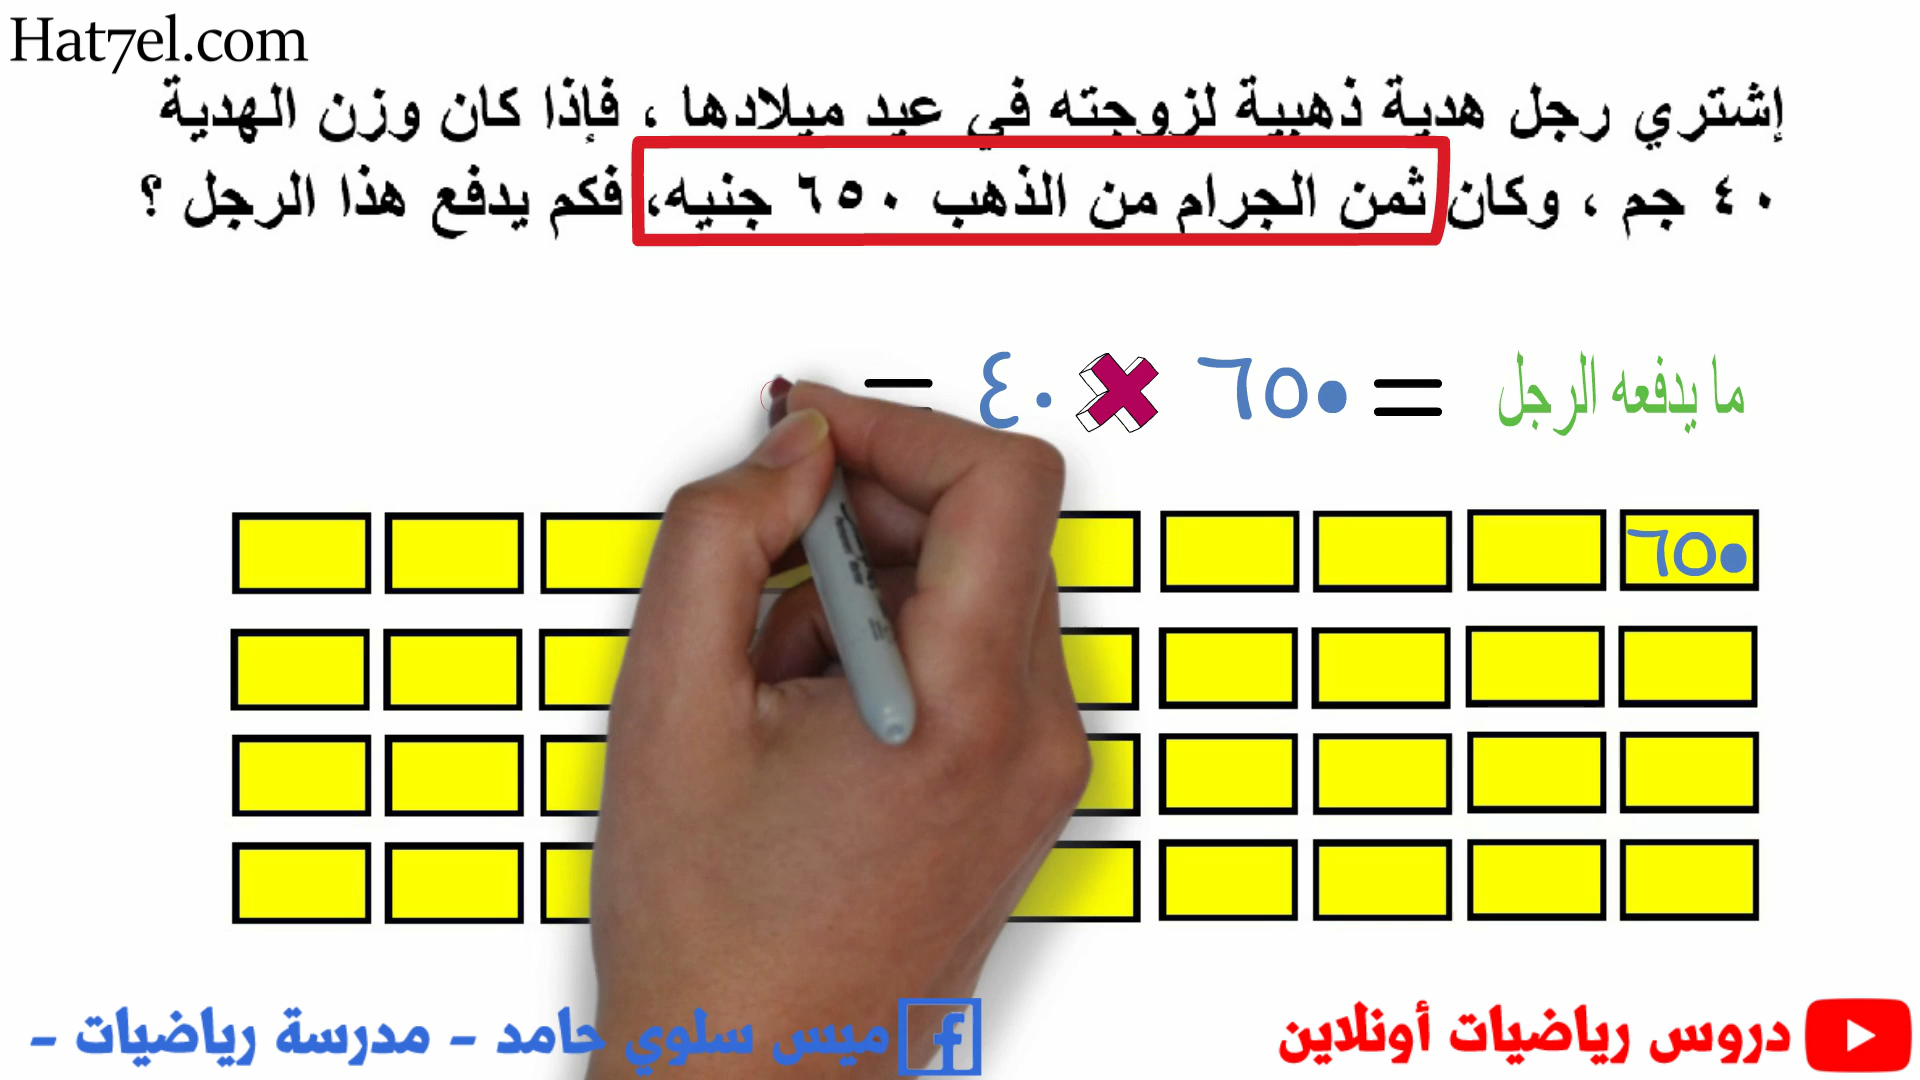 Hat7el.com
إشتري رجل هدية ذهبية لزوجته في عيد ميلادها ، فإذا كان وزن الهدية
٤٠ جم ، وكان ثمن الجرام من الذهب ٦٥٠ جنيه، فكم يدفع هذا الرجل ؟
ما يدفعه الرجل = ٦٥٠ × ٤٠ =
٦٥٠
دروس رياضيات أونلاين
ميس سلوي حامد - مدرسة رياضيات -